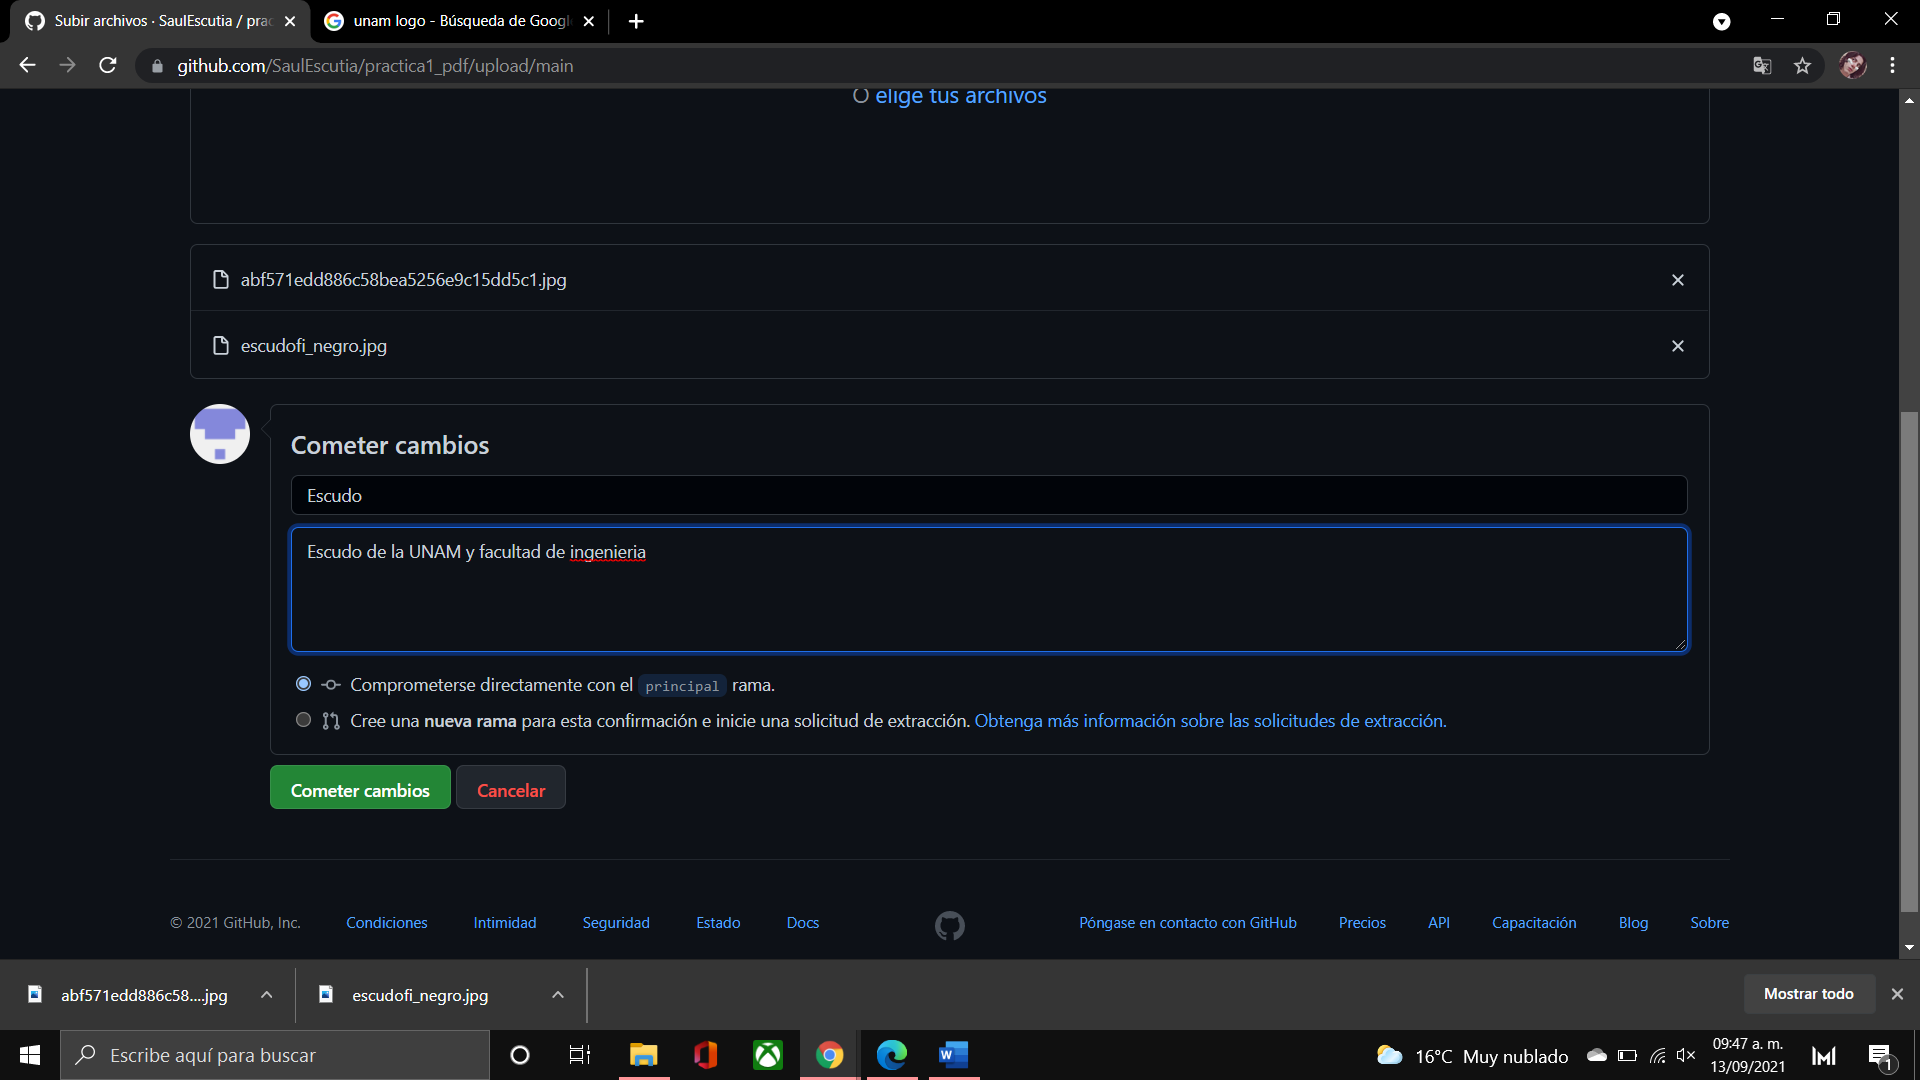 Subir archivos · SaulEscutia / prac
unam logo - Búsqueda de Googl
github.com/SaulEscutia/practica1_pdf/upload/main
O elige tus archivos
abf571edd886c58bea5256e9c15dd5c1.jpg
escudofi_negro.jpg
Cometer cambios
Escudo
Escudo de la UNAM y facultad de ingenieria
Comprometerse directamente con el principal rama.
Cree una nueva rama para esta confirmación e inicie una solicitud de extracción. Obtenga más información sobre las solicitudes de extracción.
Cometer cambios Cancelar
© 2021 GitHub, Inc. Condiciones Intimidad Seguridad Estado Docs Póngase en contacto con GitHub Precios API Capacitación Blog Sobre
abf571edd886c58....jpg escudofi_negro.jpg Mostrar todo
Escribe aquí para buscar
16°C Muy nublado
09:47 a. m.
13/09/2021
1